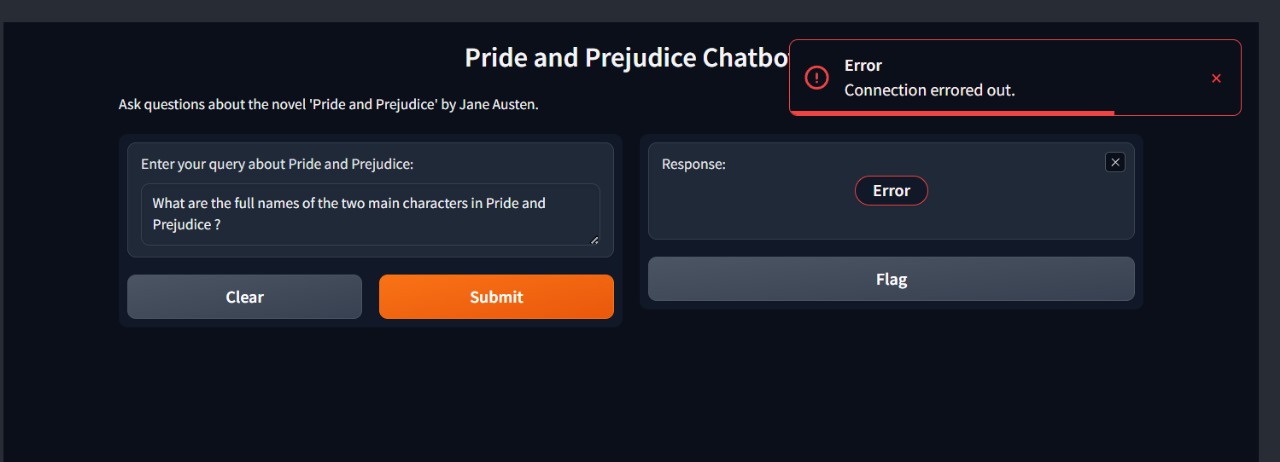 Pride and Prejudice Chatbo
Error
Connection errored out.
Ask questions about the novel 'Pride and Prejudice' by Jane Austen.
Enter your query about Pride and Prejudice:
What are the full names of the two main characters in Pride and
Prejudice ?
Clear
Submit
Response:
Error
Flag